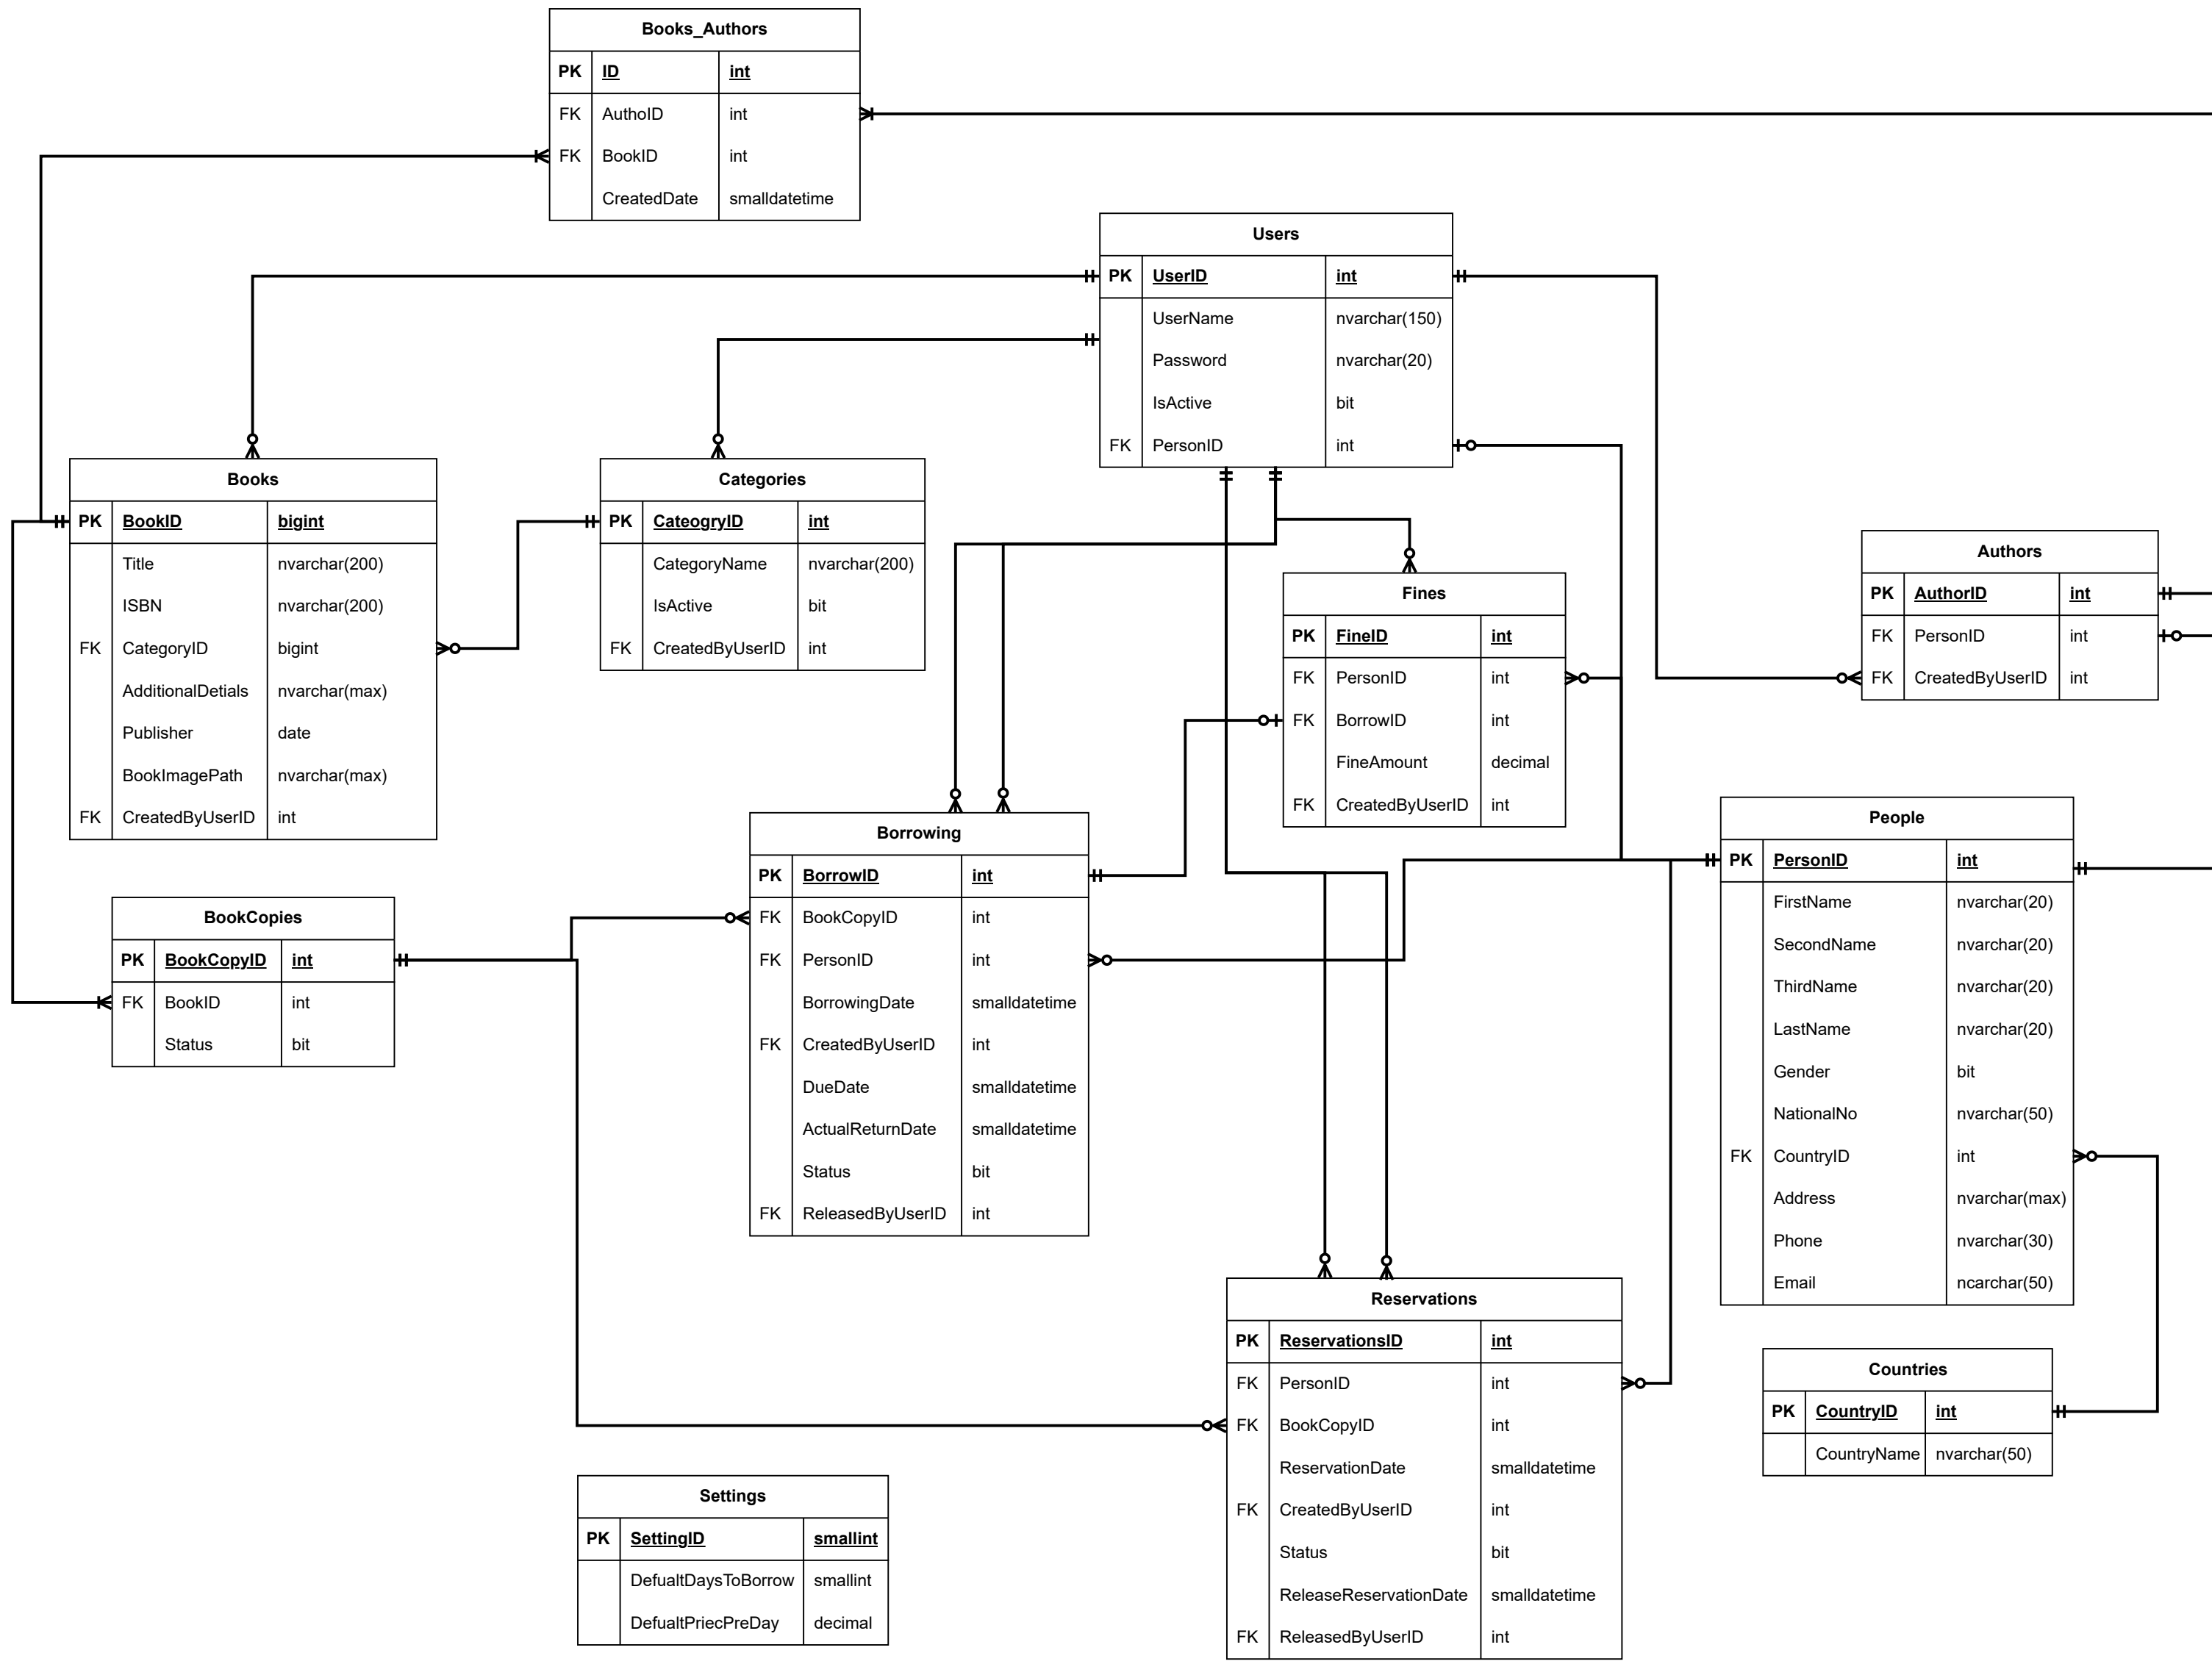 Books_Authors
PK ID int
FK AuthoID int
FK BookID int
CreatedDate smalldatetime
Users
PK UserID int
UserName nvarchar(150)
Password nvarchar(20)
IsActive bit
FK PersonID int
Books
PK BookID bigint
Title nvarchar(200)
ISBN nvarchar(200)
FK CategoryID bigint
AdditionalDetials nvarchar(max)
Publisher date
BookImagePath nvarchar(max)
FK CreatedByUserID int
Categories
PK CateogryID int
CategoryName nvarchar(200)
IsActive bit
FK CreatedByUserID int
Fines
PK FineID int
FK PersonID int
FK BorrowID int
FineAmount decimal
FK CreatedByUserID int
Authors
PK AuthorID int
FK PersonID int
FK CreatedByUserID int
Borrowing
PK BorrowID int
FK BookCopyID int
FK PersonID int
BorrowingDate smalldatetime
FK CreatedByUserID int
DueDate smalldatetime
ActualReturnDate smalldatetime
Status bit
FK ReleasedByUserID int
People
PK PersonID int
FirstName nvarchar(20)
SecondName nvarchar(20)
ThirdName nvarchar(20)
LastName nvarchar(20)
Gender bit
NationalNo nvarchar(50)
FK CountryID int
Address nvarchar(max)
Phone nvarchar(30)
Email ncarchar(50)
BookCopies
PK BookCopyID int
FK BookID int
Status bit
Reservations
PK ReservationsID int
FK PersonID int
FK BookCopyID int
ReservationDate smalldatetime
FK CreatedByUserID int
Status bit
ReleaseReservationDate smalldatetime
FK ReleasedByUserID int
Countries
PK CountryID int
CountryName nvarchar(50)
Settings
PK SettingID smallint
DefualtDaysToBorrow smallint
DefualtPriecPreDay decimal